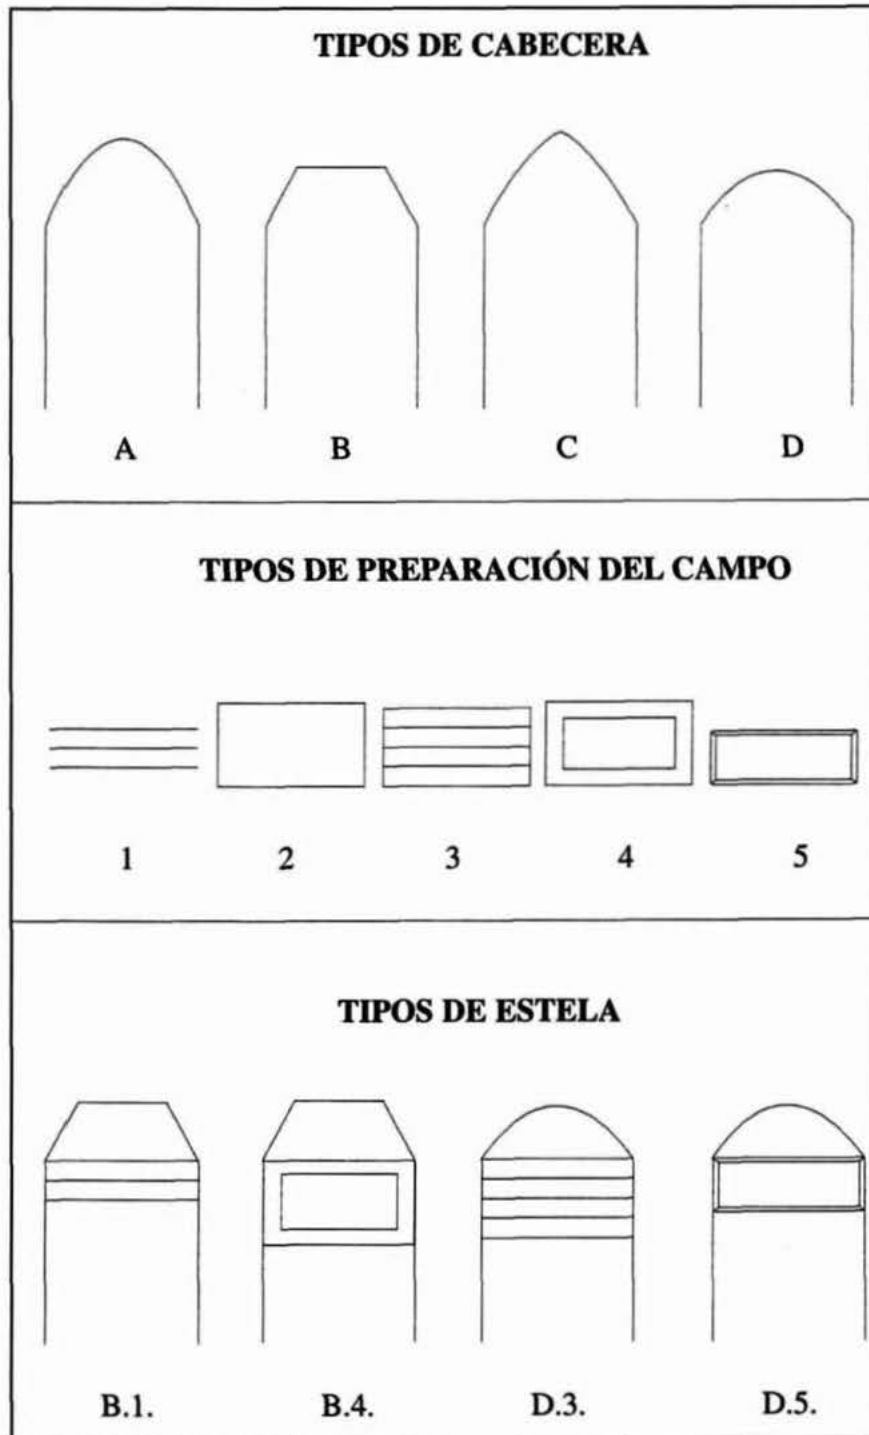 TIPOS DE CABECERA
A B C D
TIPOS DE PREPARACIÓN DEL CAMPO
1 2 3 4 5
TIPOS DE ESTELA
B.1. B.4. D.3. D.5.